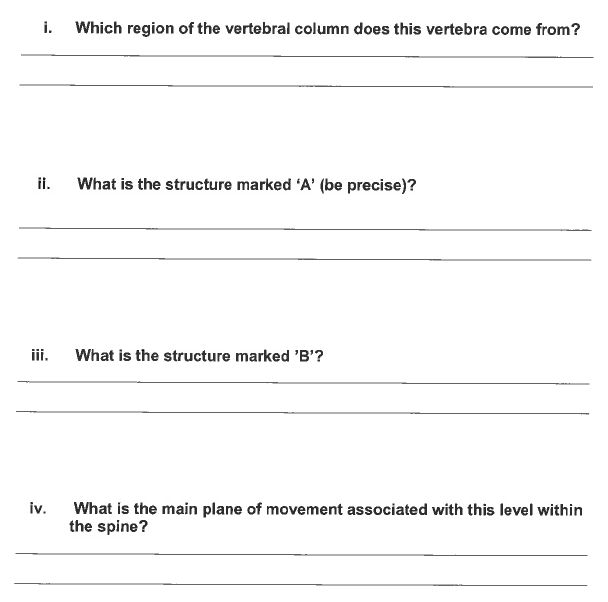 i. Which region of the vertebral column does this vertebra come from?
ii. What is the structure marked ‘A’ (be precise)?
iii. What is the structure marked ’B’?
iv. What is the main plane of movement associated with this level within
the spine?